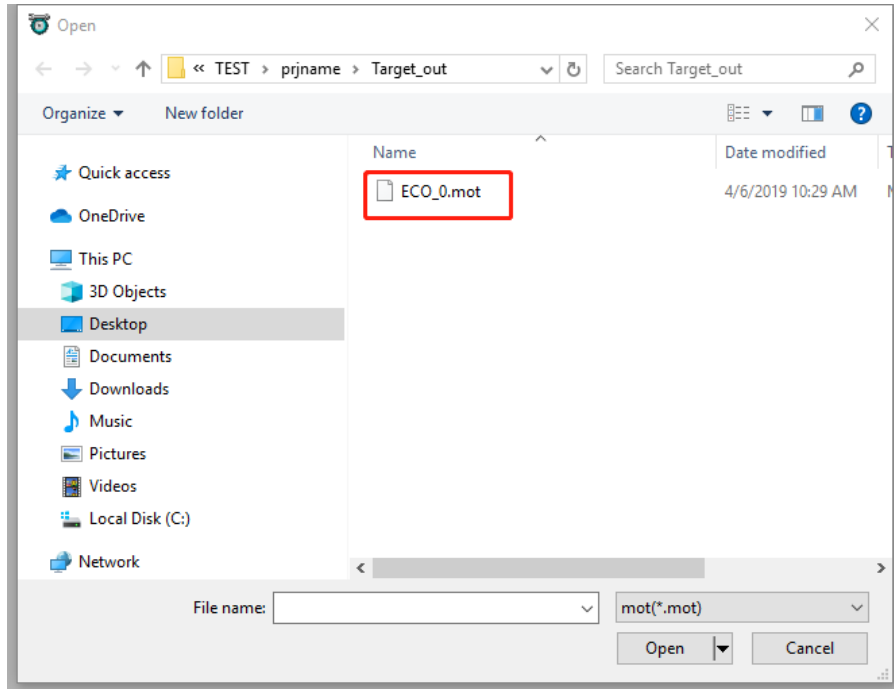 Open
« TEST > prjname > Target_out
Search Target_out
Organize
New folder
Name
Date modified
Quick access
ECO_0.mot
4/6/2019 10:29 AM
OneDrive
This PC
3D Objects
Desktop
Documents
Downloads
Music
Pictures
Videos
Local Disk (C:)
Network
File name:
mot(*.mot)
Open
Cancel